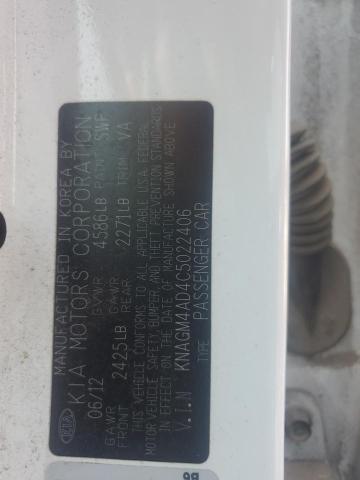 MANUFACTURED IN KOREA BY
KIA MOTORS CORPORATION
06/12 GVWR 4586LB PAINT SWP
GAWR FRONT 2425LB GAWR REAR 2271LB TRIM VA
THIS VEHICLE CONFORMS TO ALL APPLICABLE U.S.A FEDERAL
MOTOR VEHICLE SAFETY BUMPER AND THEFT PREVENTION STANDARDS
IN EFFECT ON THE DATE OF MANUFACTURE SHOWN ABOVE.
V.I.N KNAGM4AD4C5022406
TYPE PASSENGER CAR
KIA